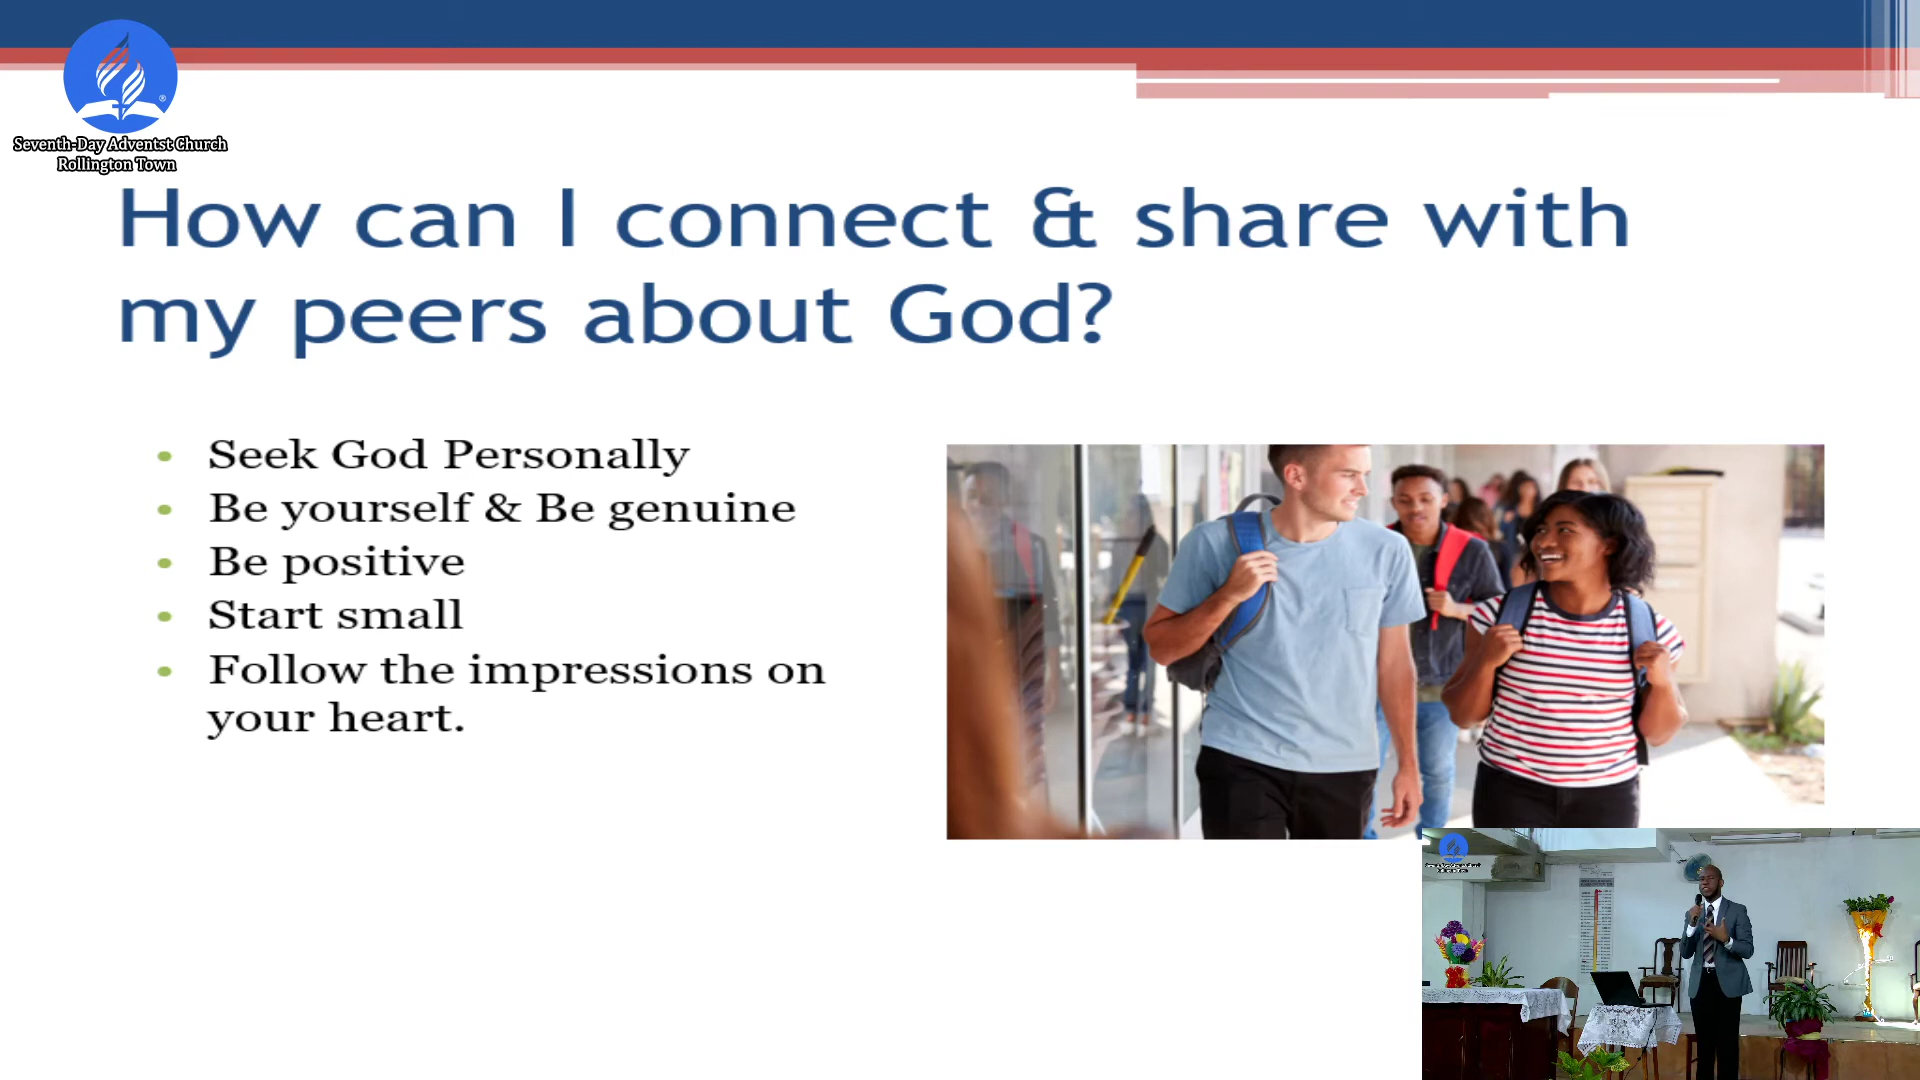 ®
Seventh-Day Adventst Church
Rollington Town
How can I connect & share with
my peers about God?
• Seek God Personally
• Be yourself & Be genuine
• Be positive
• Start small
• Follow the impressions on
your heart.